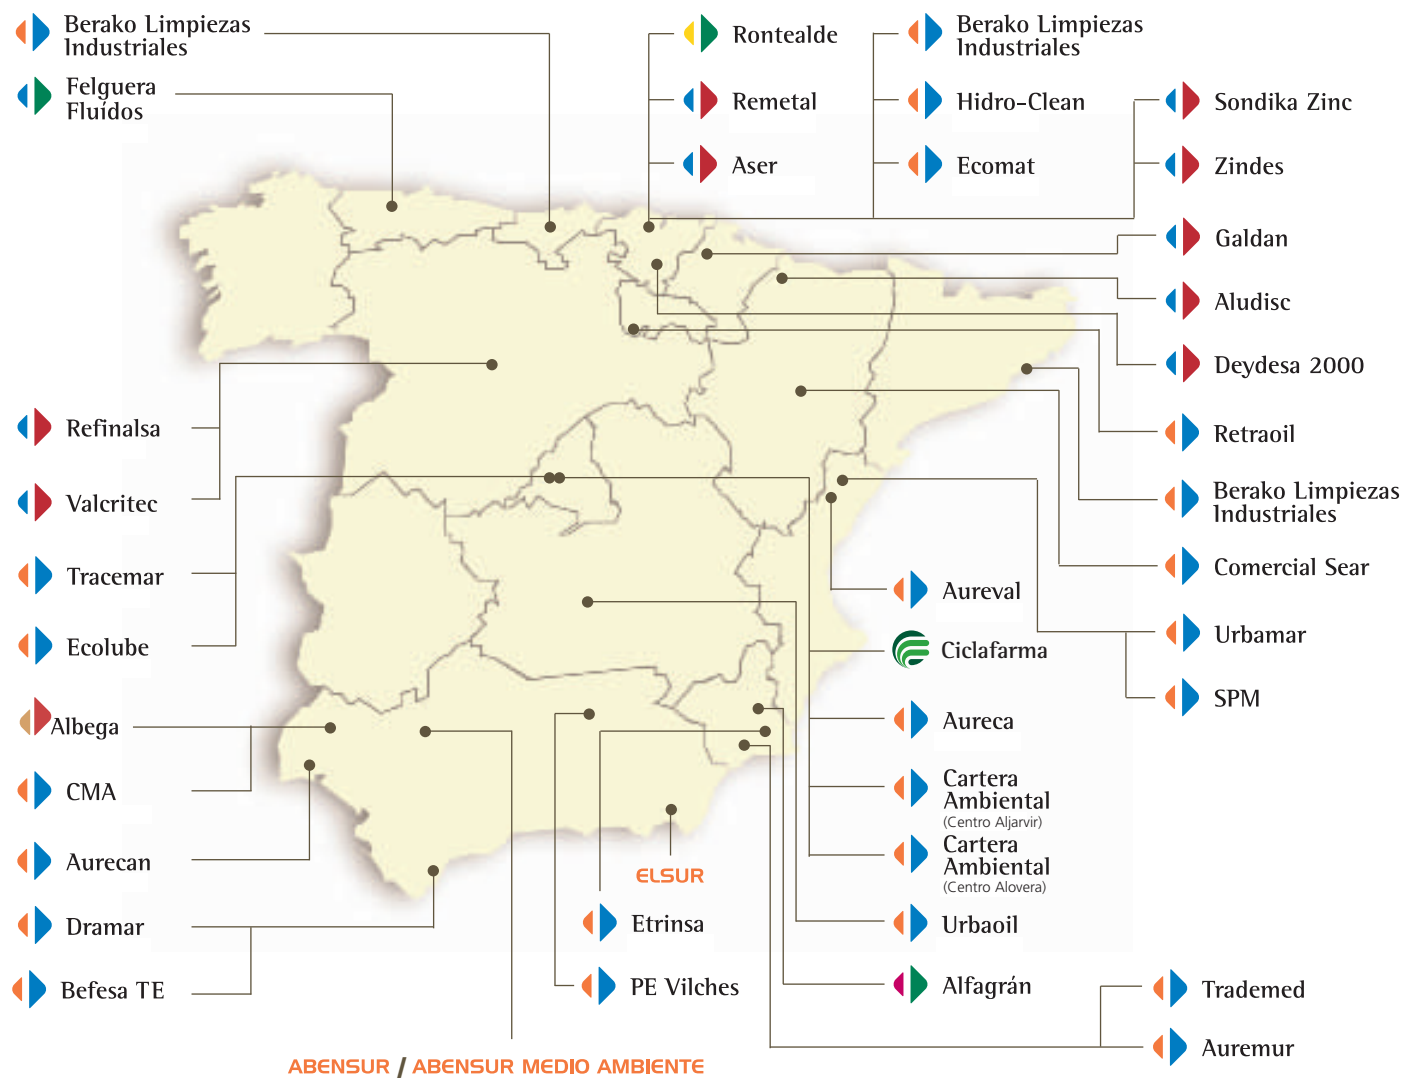 Berako Limpiezas
Industriales
Felguera
Fluídos
Rontealde
Remetal
Aser
Berako Limpiezas
Industriales
Hidro-Clean
Ecomat
Sondika Zinc
Zindes
Galdan
Aludisc
Deydesa 2000
Retraoil
Berako Limpiezas
Industriales
Comercial Sear
Urbamar
SPM
Refinalsa
Valcritec
Tracemar
Ecolube
Albega
CMA
Aurecan
Dramar
Befesa TE
Aureval
Ciclafarma
Aureca
Cartera
Ambiental
(Centro Aljarvir)
Cartera
Ambiental
(Centro Alovera)
Urbaoil
Alfagrán
ELSUR
Etrinsa
PE Vilches
Trademed
Auremur
ABENSUR / ABENSUR MEDIO AMBIENTE